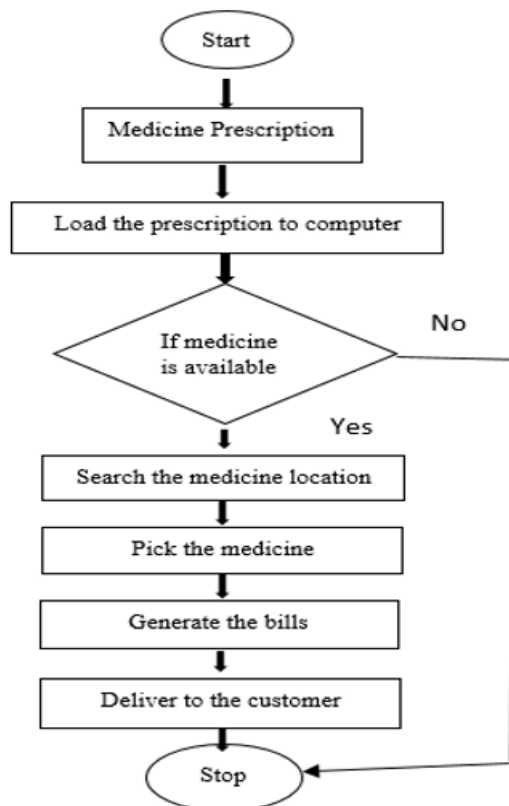 Start
Medicine Prescription
Load the prescription to computer
If medicine
is available
No
Yes
Search the medicine location
Pick the medicine
Generate the bills
Deliver to the customer
Stop